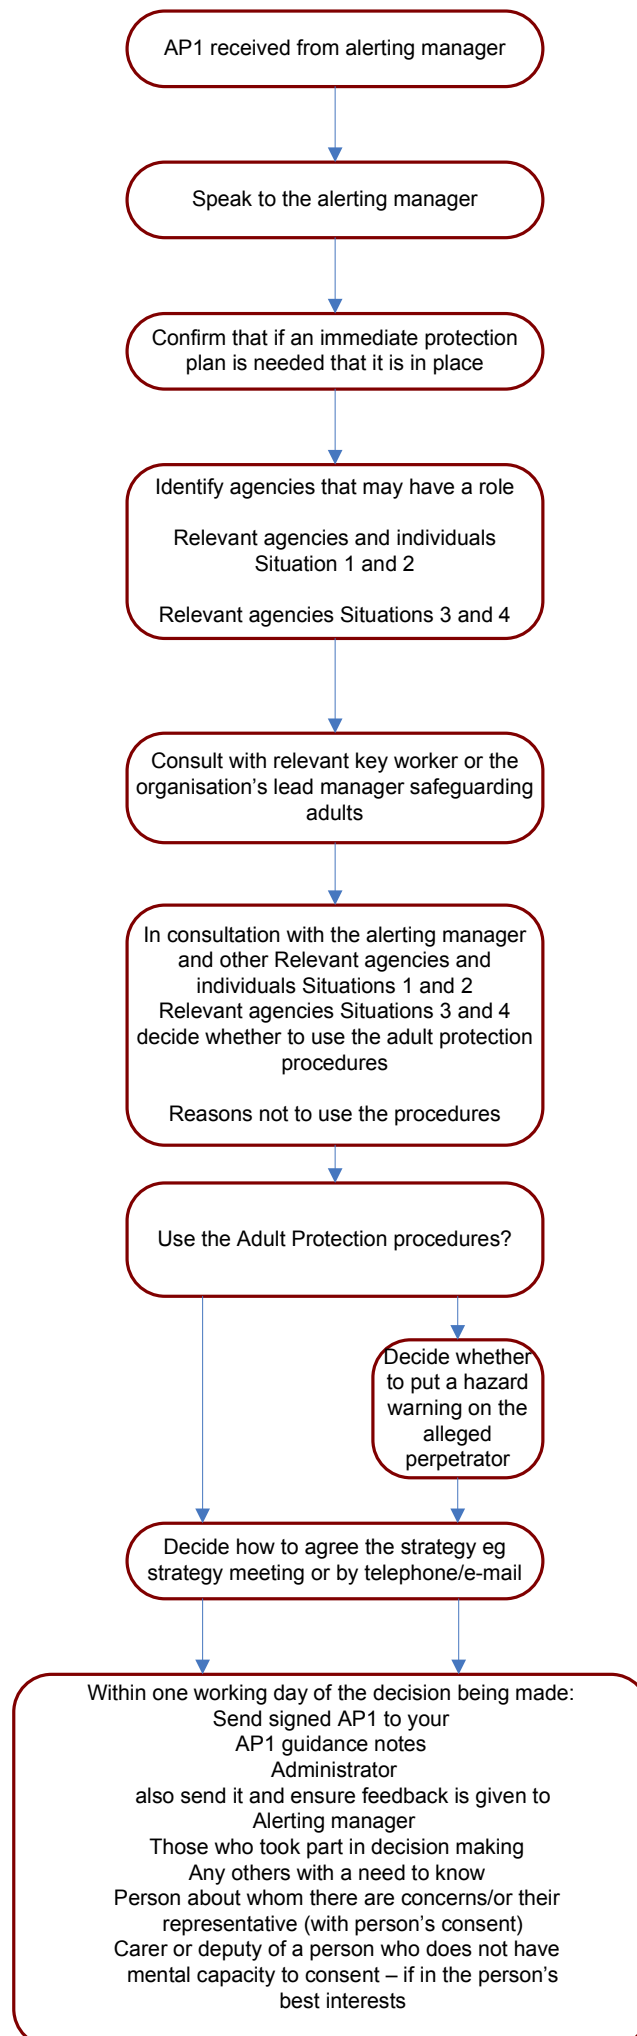 AP1 received from alerting manager
Speak to the alerting manager
Confirm that if an immediate protection
plan is needed that it is in place
Identify agencies that may have a role
Relevant agencies and individuals
Situation 1 and 2
Relevant agencies Situations 3 and 4
Consult with relevant key worker or the
organisation's lead manager safeguarding
adults
In consultation with the alerting manager
and other Relevant agencies and
individuals Situations 1 and 2
Relevant agencies Situations 3 and 4
decide whether to use the adult protection
procedures
Reasons not to use the procedures
Use the Adult Protection procedures?
Decide whether
to put a hazard
warning on the
alleged
perpetrator
Decide how to agree the strategy eg
strategy meeting or by telephone/e-mail
Within one working day of the decision being made:
Send signed AP1 to your
AP1 guidance notes
Administrator
also send it and ensure feedback is given to
Alerting manager
Those who took part in decision making
Any others with a need to know
Person about whom there are concerns/or their
representative (with person's consent)
Carer or deputy of a person who does not have
mental capacity to consent – if in the person's
best interests